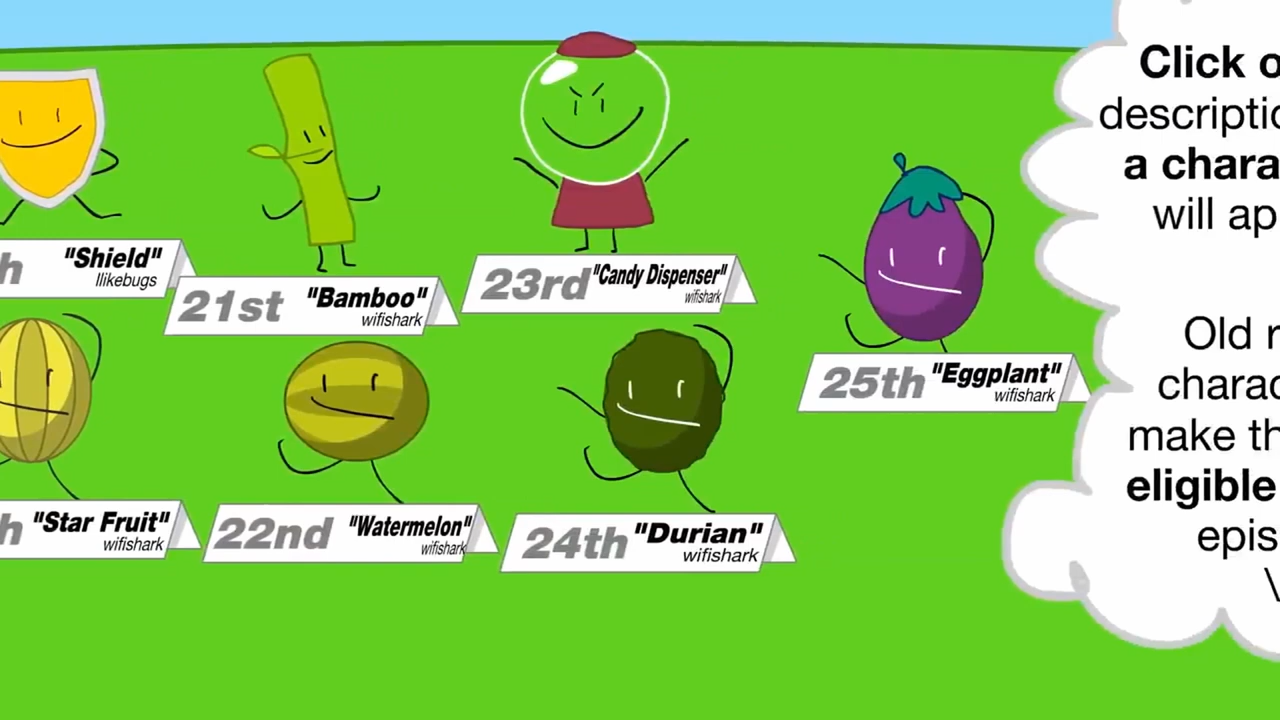 h "Shield"
Ilikebugs
21st "Bamboo"
wifishark
23rd "Candy Dispenser"
wifishark
25th "Eggplant"
wifishark
h "Star Fruit"
wifishark
22nd "Watermelon"
wifishark
24th "Durian"
wifishark
Click o
descriptio
a chara
will ap
Old r
charac
make th
eligible
epis